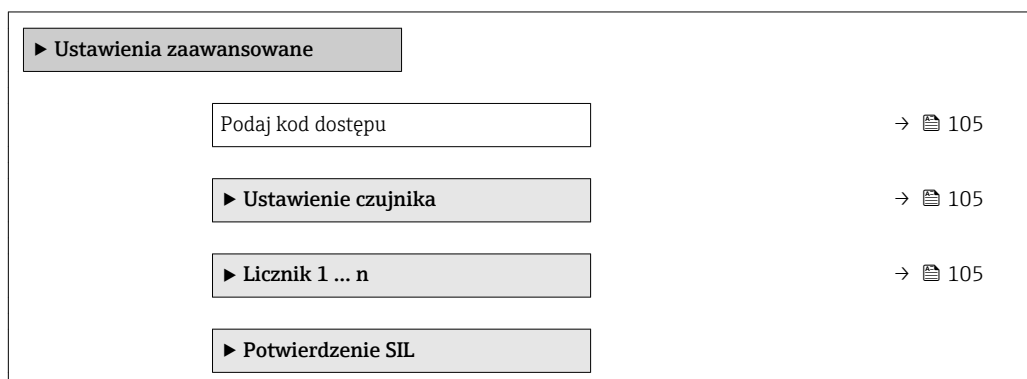 ▶ Ustawienia zaawansowane
Podaj kod dostępu → 105
▶ Ustawienie czujnika → 105
▶ Licznik 1 … n → 105
▶ Potwierdzenie SIL